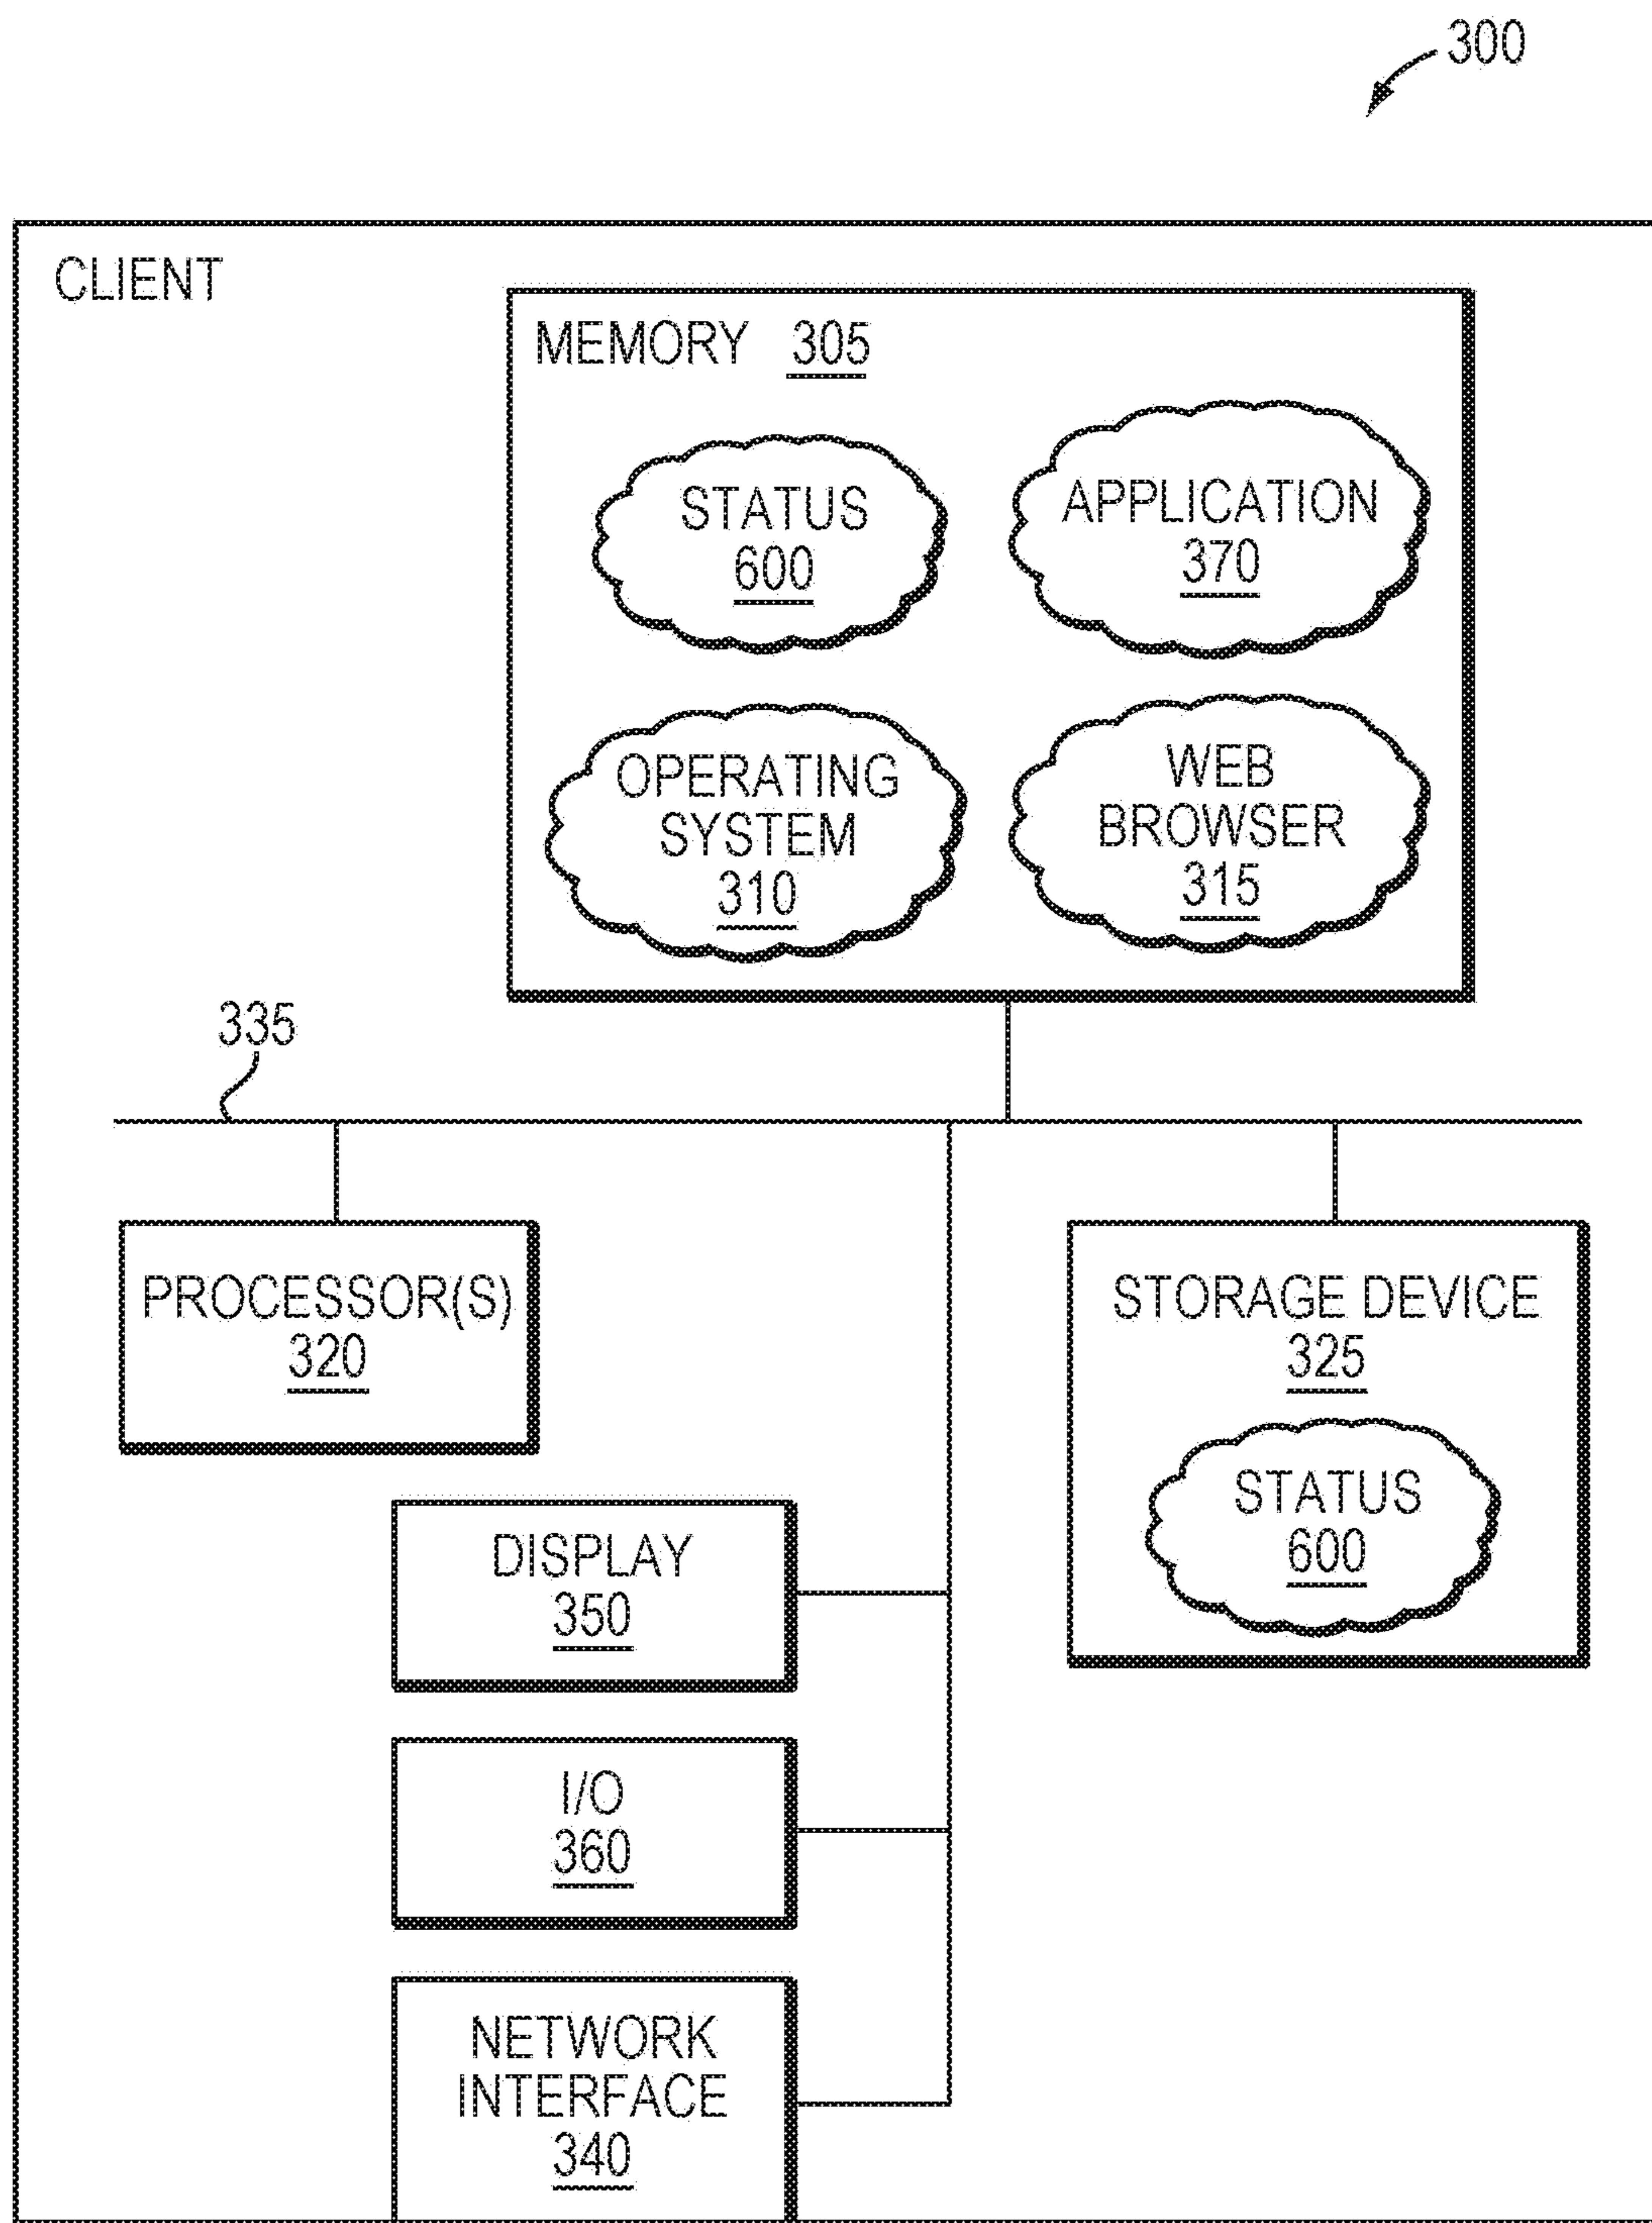 300
CLIENT
MEMORY 305
STATUS
600
APPLICATION
370
OPERATING
SYSTEM
310
WEB
BROWSER
315
335
PROCESSOR(S)
320
STORAGE DEVICE
325
STATUS
600
DISPLAY
350
I/O
360
NETWORK
INTERFACE
340